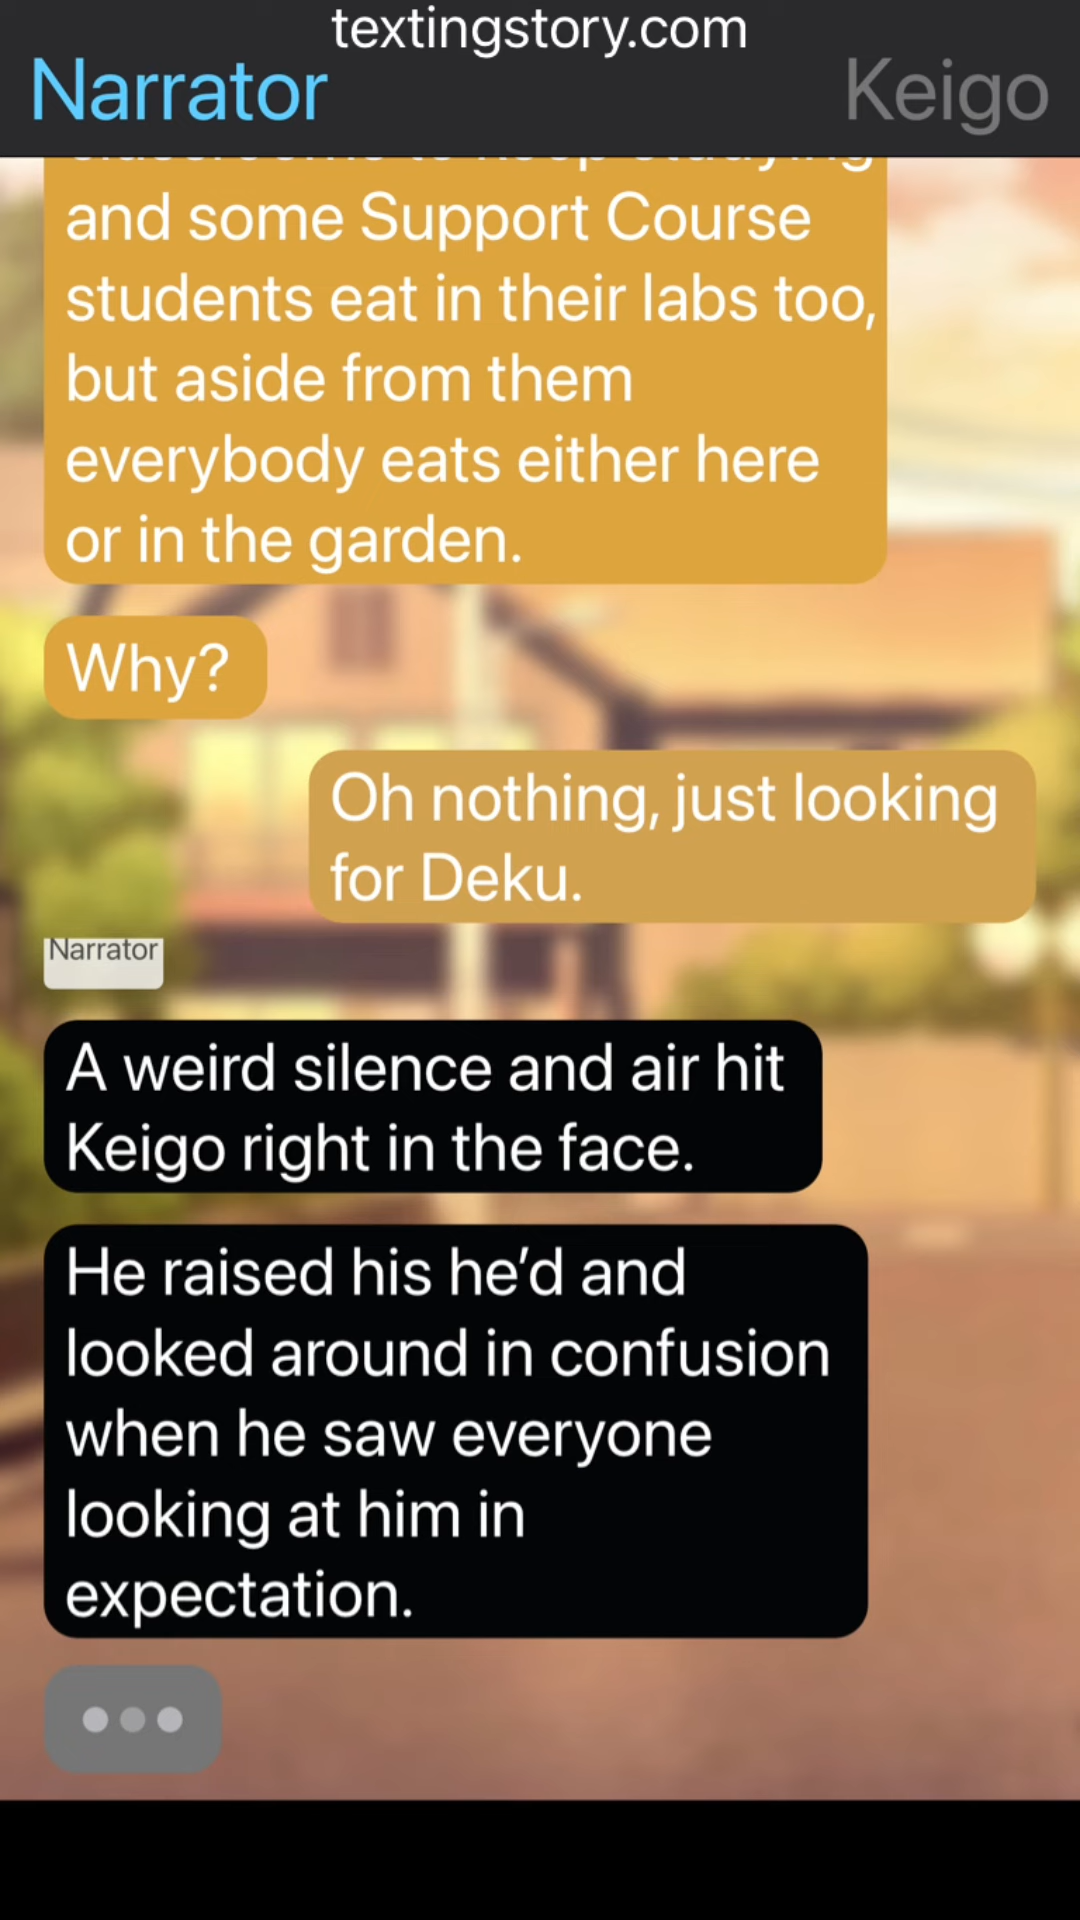 textingstory.com
Narrator
Keigo
and some Support Course
students eat in their labs too,
but aside from them
everybody eats either here
or in the garden.
Why?
Oh nothing, just looking
for Deku.
Narrator
A weird silence and air hit
Keigo right in the face.
He raised his he’d and
looked around in confusion
when he saw everyone
looking at him in
expectation.